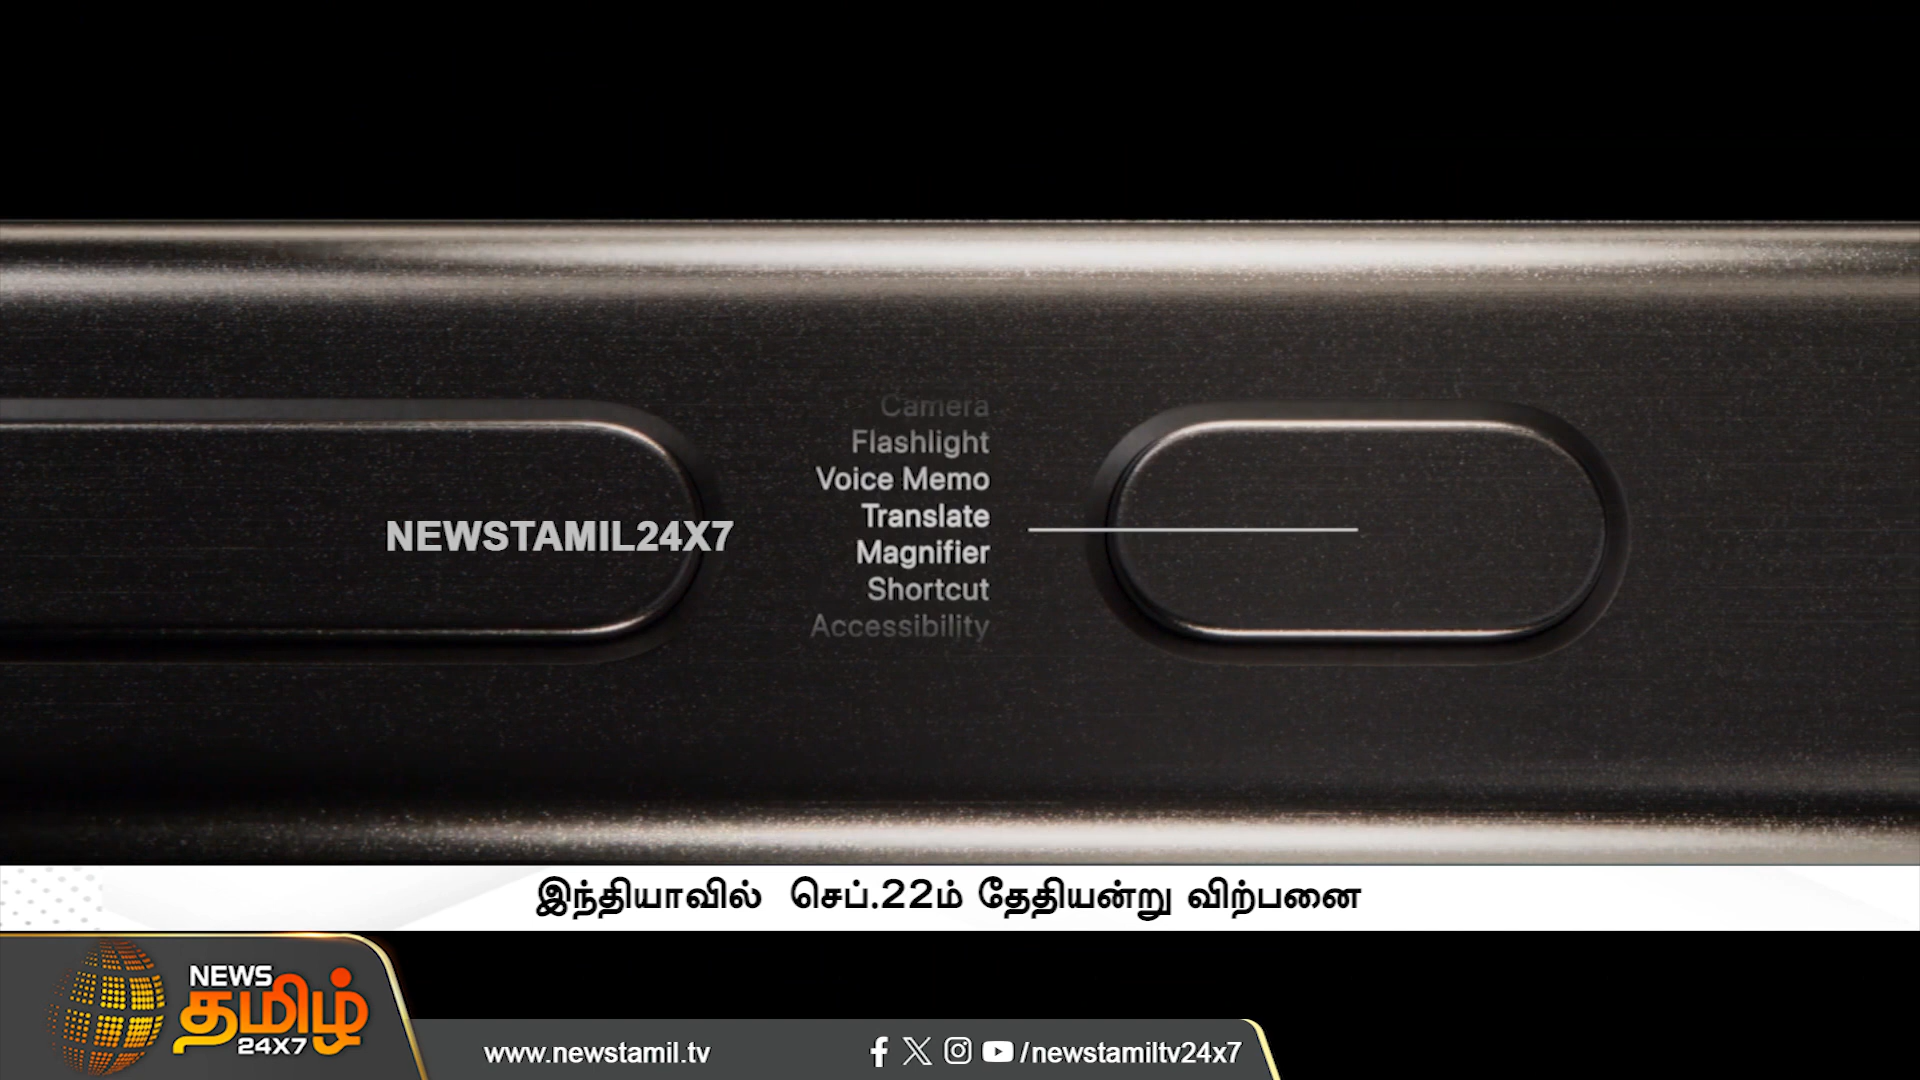 Camera
Flashlight
Voice Memo
Translate
Magnifier
Shortcut
Accessibility
NEWSTAMIL24X7
இந்தியாவில் செப்.22ம் தேதியன்று விற்பனை
NEWS
தமிழ்
24X7
www.newstamil.tv
/newstamiltv24x7